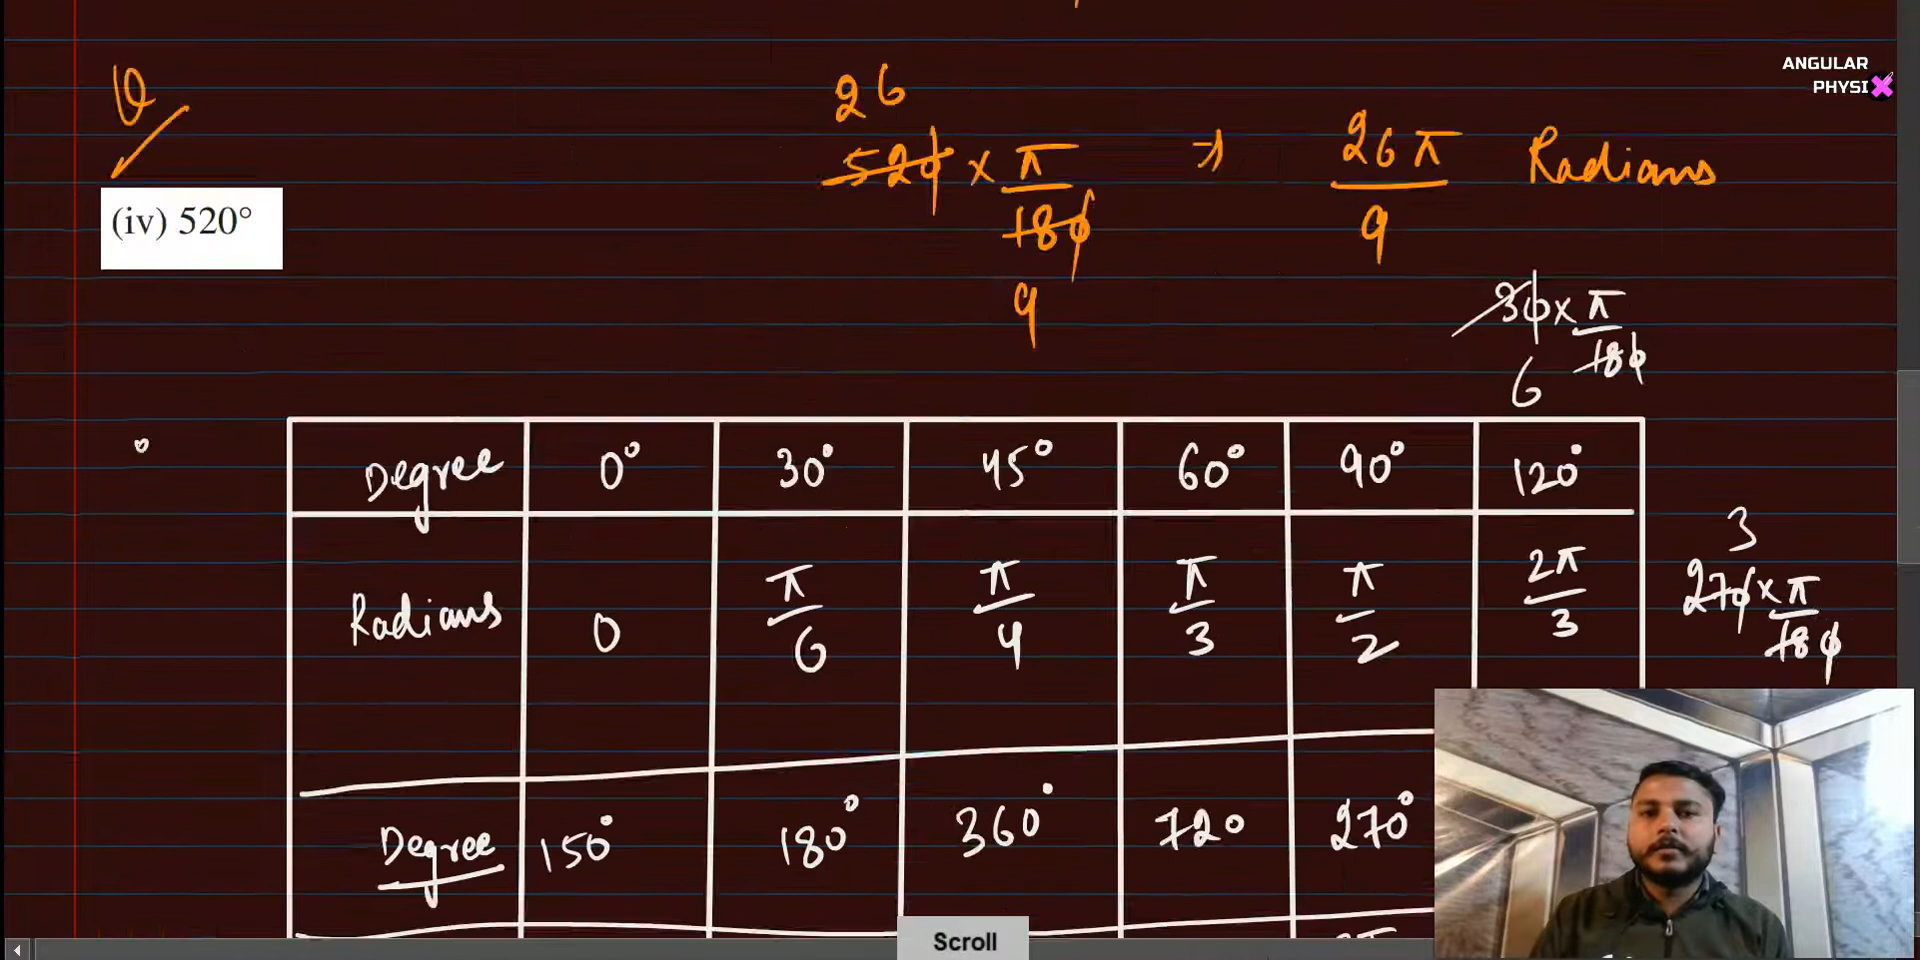 ANGULAR
PHYSI
Q
26
520 × π/180 ⇒ 26π/9 Radians
9
(iv) 520°
30 × π/180
6
Degree 0° 30° 45° 60° 90° 120°
3
270 × π/180
Radians 0 π/6 π/4 π/3 π/2 2π/3
Degree 150° 180° 360° 720 270°
Scroll